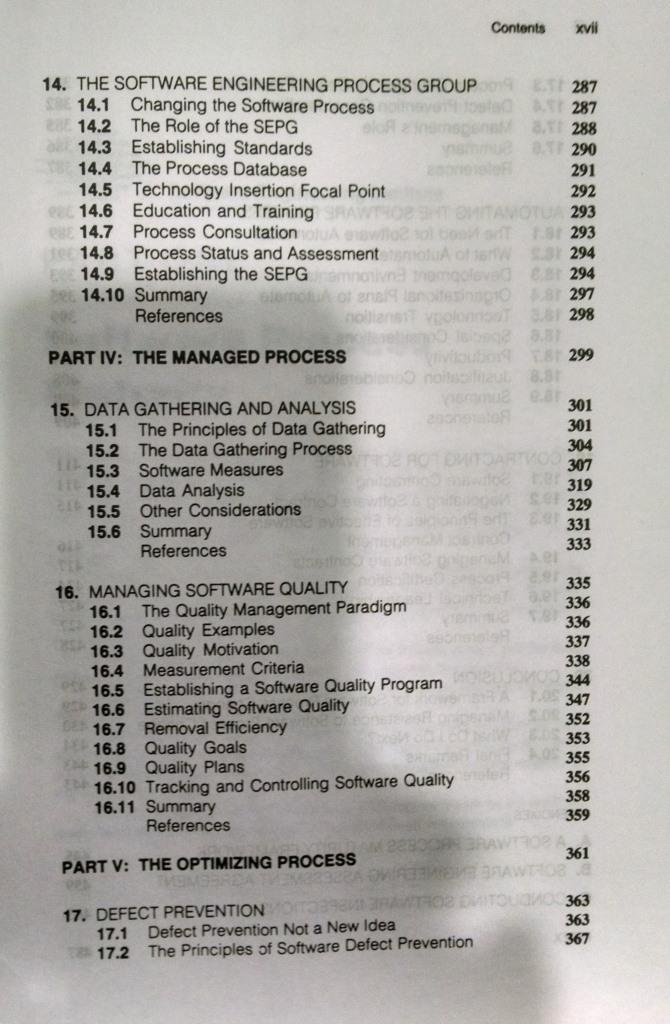 Contents xvii
14. THE SOFTWARE ENGINEERING PROCESS GROUP 287
14.1 Changing the Software Process 287
14.2 The Role of the SEPG 288
14.3 Establishing Standards 290
14.4 The Process Database 291
14.5 Technology Insertion Focal Point 292
14.6 Education and Training 293
14.7 Process Consultation 293
14.8 Process Status and Assessment 294
14.9 Establishing the SEPG 294
14.10 Summary 297
References 298
PART IV: THE MANAGED PROCESS 299
15. DATA GATHERING AND ANALYSIS 301
15.1 The Principles of Data Gathering 301
15.2 The Data Gathering Process 304
15.3 Software Measures 307
15.4 Data Analysis 319
15.5 Other Considerations 329
15.6 Summary 331
References 333
16. MANAGING SOFTWARE QUALITY 335
16.1 The Quality Management Paradigm 336
16.2 Quality Examples 336
16.3 Quality Motivation 337
16.4 Measurement Criteria 338
16.5 Establishing a Software Quality Program 344
16.6 Estimating Software Quality 347
16.7 Removal Efficiency 352
16.8 Quality Goals 353
16.9 Quality Plans 355
16.10 Tracking and Controlling Software Quality 356
16.11 Summary 358
References 359
PART V: THE OPTIMIZING PROCESS 361
17. DEFECT PREVENTION 363
17.1 Defect Prevention Not a New Idea 363
17.2 The Principles of Software Defect Prevention 367